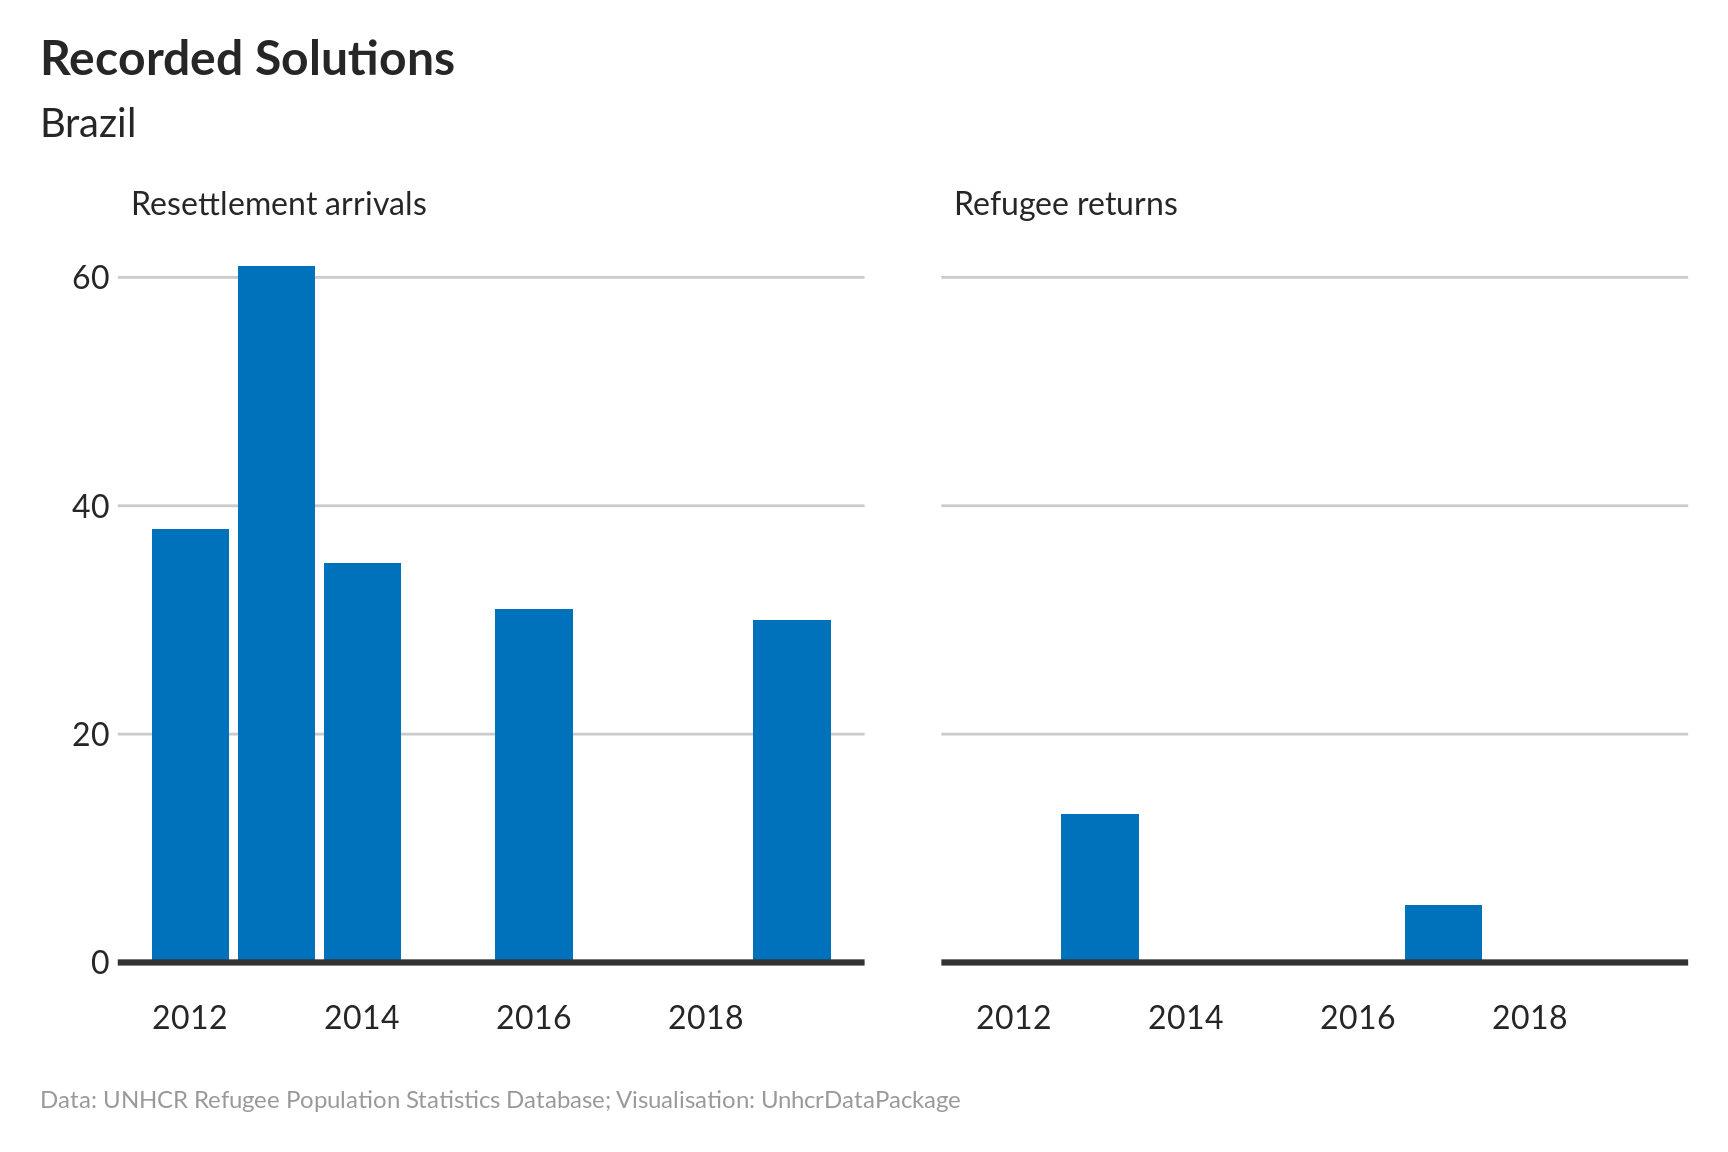 Recorded Solutions
Brazil
Resettlement arrivals
Refugee returns
60
40
20
0
2012 2014 2016 2018
2012 2014 2016 2018
Data: UNHCR Refugee Population Statistics Database; Visualisation: UnhcrDataPackage